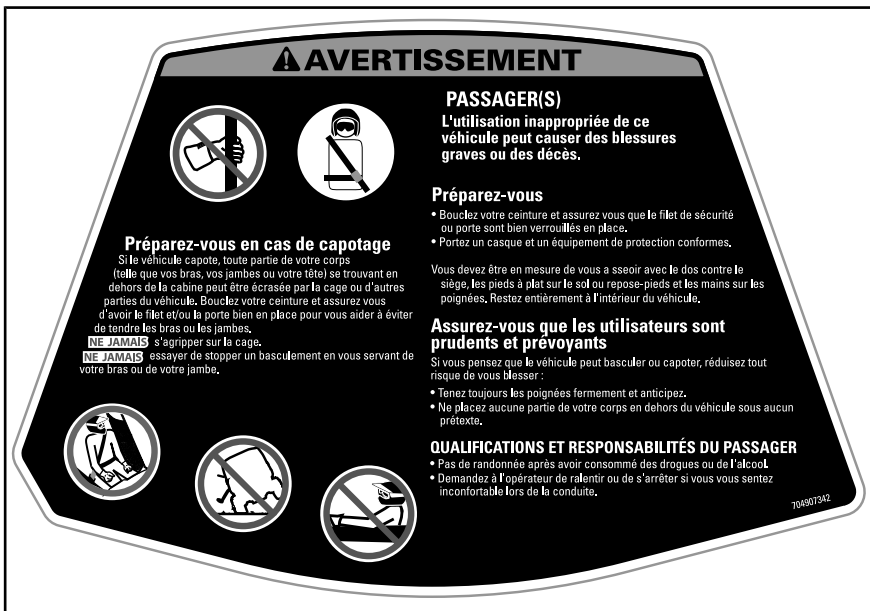 AVERTISSEMENT
Préparez-vous en cas de capotage
Si le véhicule capote, toute partie de votre corps
(telle que vos bras, vos jambes ou votre tête) se trouvant en
dehors de la cabine peut être écrasée par la cage ou d'autres
parties du véhicule. Bouclez votre ceinture et assurez vous
d'avoir le filet et/ou la porte bien en place pour vous aider à éviter
de tendre les bras ou les jambes.
NE JAMAIS s'agripper sur la cage.
NE JAMAIS essayer de stopper un basculement en vous servant de
votre bras ou de votre jambe.
PASSAGER(S)
L'utilisation inappropriée de ce
véhicule peut causer des blessures
graves ou des décès.
Préparez-vous
• Bouclez votre ceinture et assurez vous que le filet de sécurité
ou porte sont bien verrouillés en place.
• Portez un casque et un équipement de protection conformes.
Vous devez être en mesure de vous a sseoir avec le dos contre le
siège, les pieds à plat sur le sol ou repose-pieds et les mains sur les
poignées. Restez entièrement à l'intérieur du véhicule.
Assurez-vous que les utilisateurs sont
prudents et prévoyants
Si vous pensez que le véhicule peut basculer ou capoter, réduisez tout
risque de vous blesser :
• Tenez toujours les poignées fermement et anticipez.
• Ne placez aucune partie de votre corps en dehors du véhicule sous aucun
prétexte.
QUALIFICATIONS ET RESPONSABILITÉS DU PASSAGER
• Pas de randonnée après avoir consommé des drogues ou de l'alcool.
• Demandez à l'opérateur de ralentir ou de s'arrêter si vous vous sentez
inconfortable lors de la conduite.
704907342